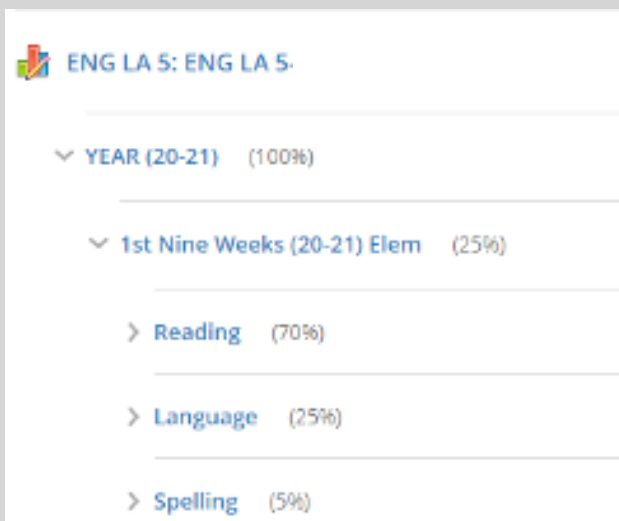 ENG LA 5: ENG LA 5-
YEAR (20-21) (100%)
1st Nine Weeks (20-21) Elem (25%)
Reading (70%)
Language (25%)
Spelling (5%)